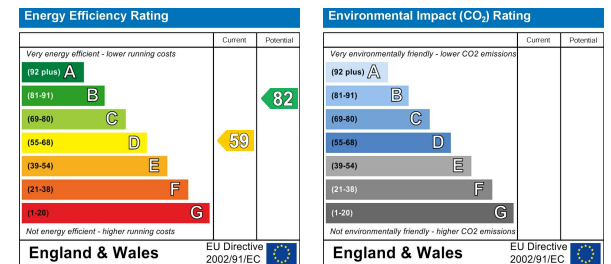 Energy Efficiency Rating
Current Potential
Very energy efficient - lower running costs
(92 plus) A
(81-91) B
(69-80) C
(55-68) D
(39-54) E
(21-38) F
(1-20) G
82
59
Not energy efficient - higher running costs
England & Wales
EU Directive
2002/91/EC
Environmental Impact (CO2) Rating
Current Potential
Very environmentally friendly - lower CO2 emissions
(92 plus) A
(81-91) B
(69-80) C
(55-68) D
(39-54) E
(21-38) F
(1-20) G
Not environmentally friendly - higher CO2 emissions
England & Wales
EU Directive
2002/91/EC